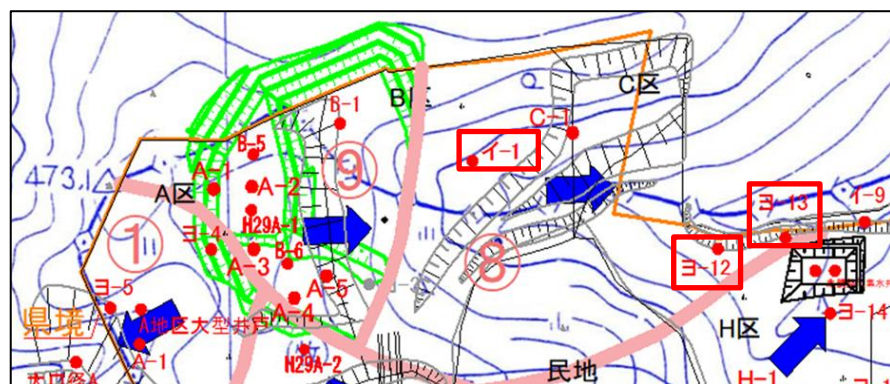 B区
C区
B-1
C-1
B-5
イ-1
⑨
473.1
A-1
A-2
A区
ヨ-13
イ-9
①
H29A-1
ヨ-4
A-3
B-6
⑧
ヨ-12
A-5
ヨ-5
A-4
県境
A地区大型井戸
H区
ヨ-14
A-1
H29A-2
民地
H-1